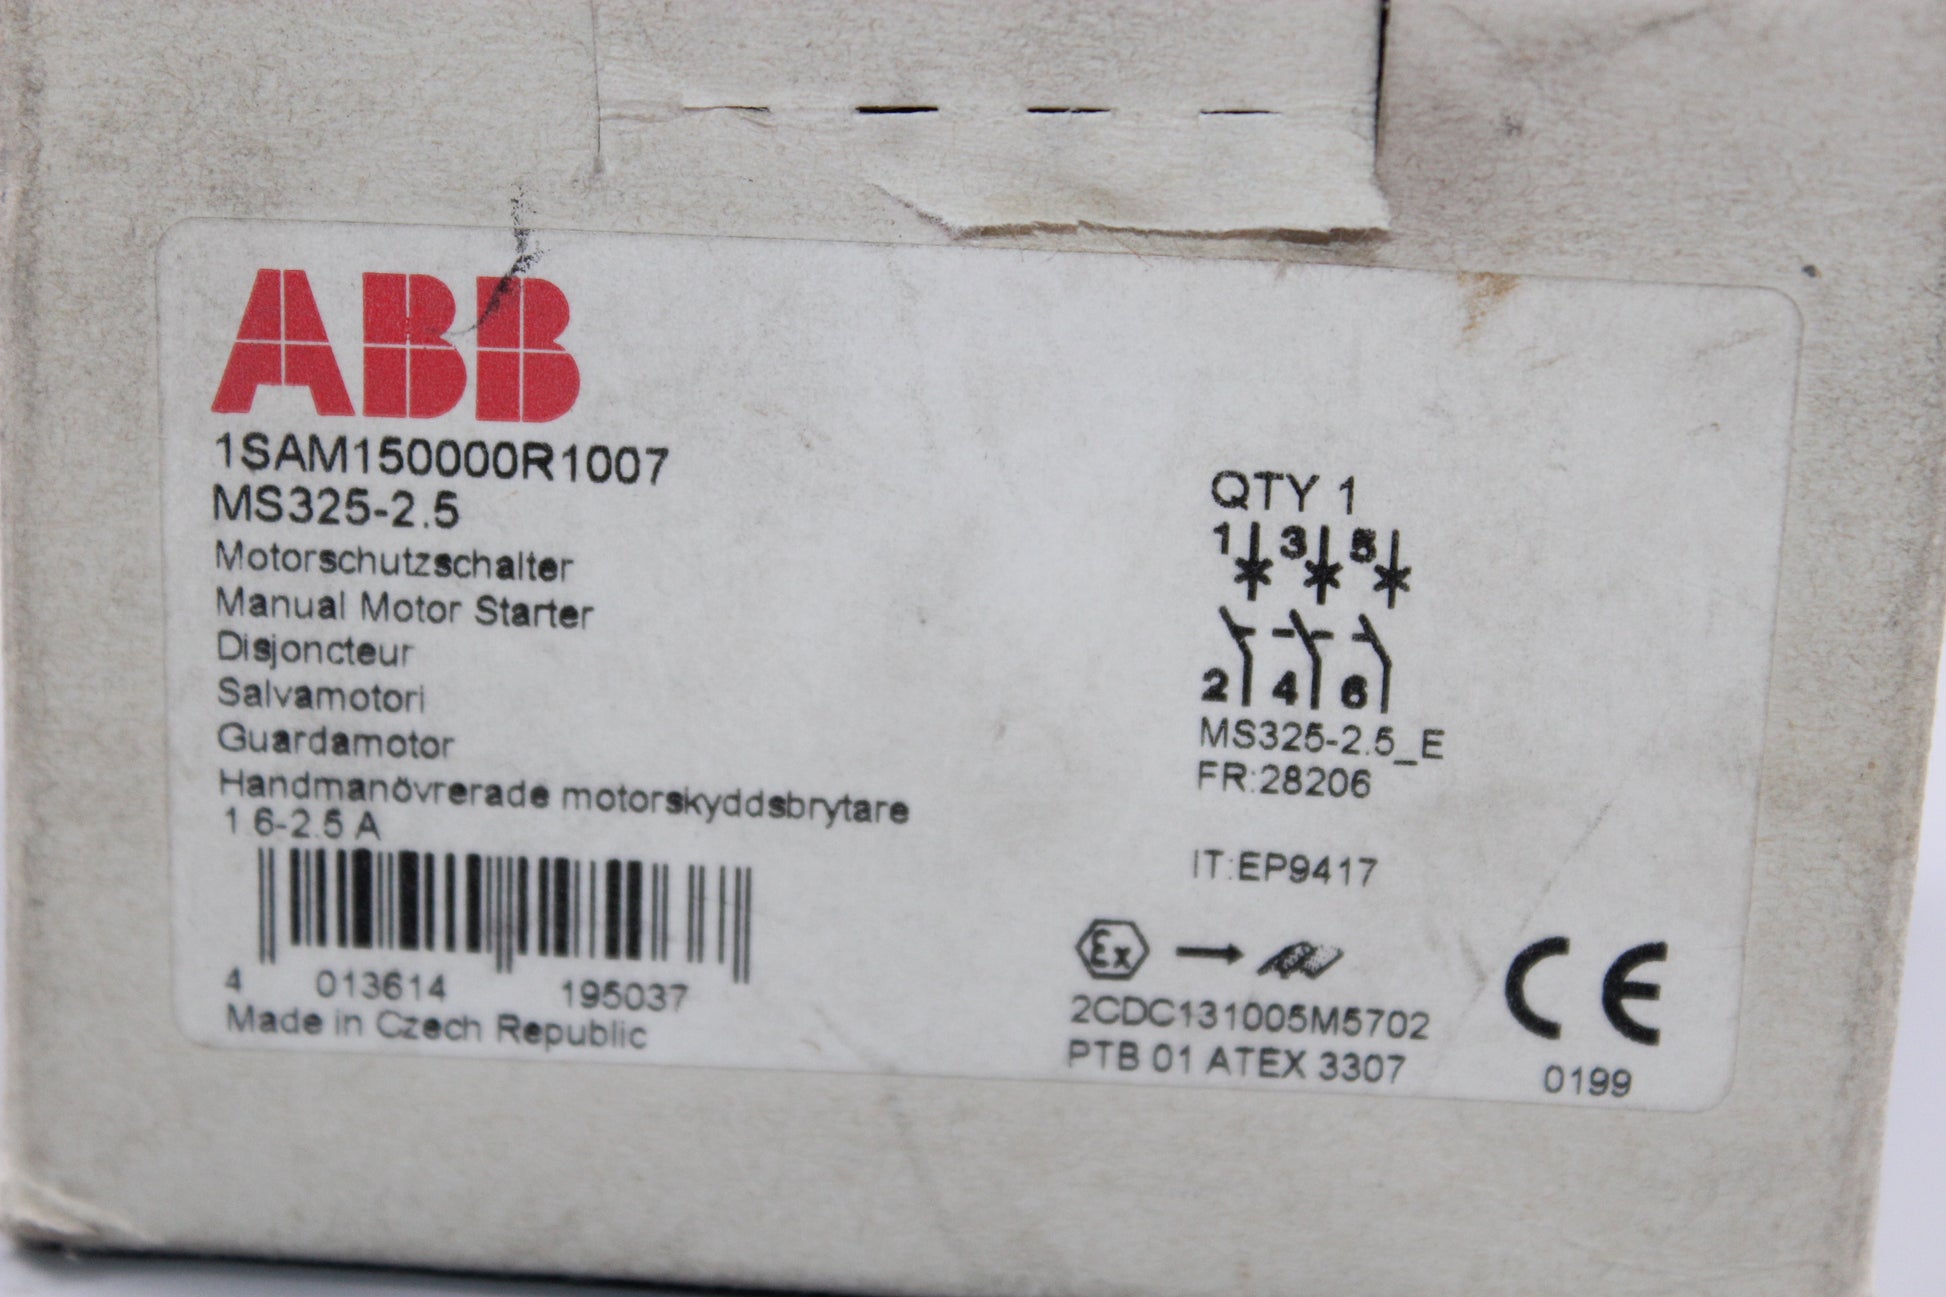 ABB
1SAM150000R1007
MS325-2.5
Motorschutzschalter
Manual Motor Starter
Disjoncteur
Salvamotori
Guardamotor
Handmanövrerade motorskyddsbrytare
1.6-2.5 A
4 013614 195037
Made in Czech Republic
QTY 1
1 3 5
2 4 6
MS325-2.5_E
FR:28206
IT:EP9417
Ex
2CDC131005M5702
PTB 01 ATEX 3307
CE
0199